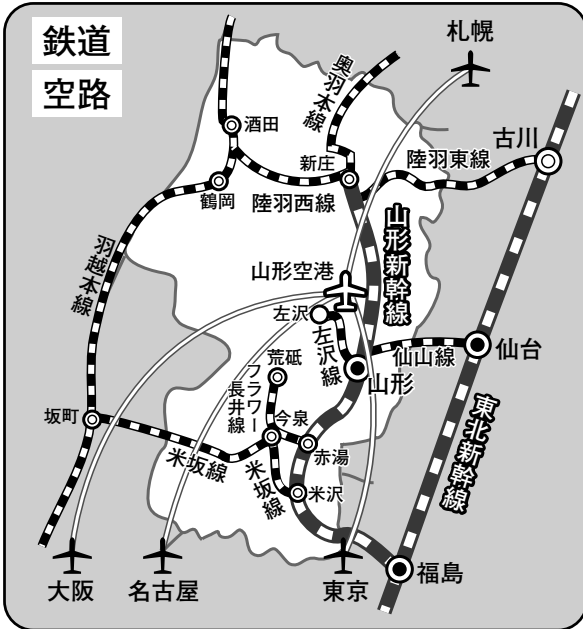 鉄道
空路
札幌
奥羽本線
酒田
古川
新庄
陸羽東線
鶴岡
陸羽西線
羽越本線
山形新幹線
山形空港
左沢
左沢線
仙山線
仙台
荒砥
山形
フラワー
長井線
今泉
坂町
赤湯
東北新幹線
米坂線
米坂線
米沢
福島
大阪
名古屋
東京